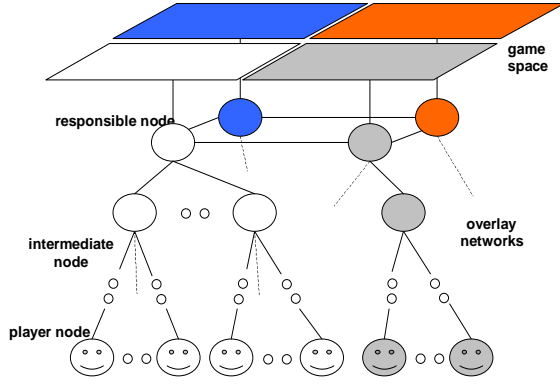 game
space
responsible node
overlay
networks
intermediate
node
player node